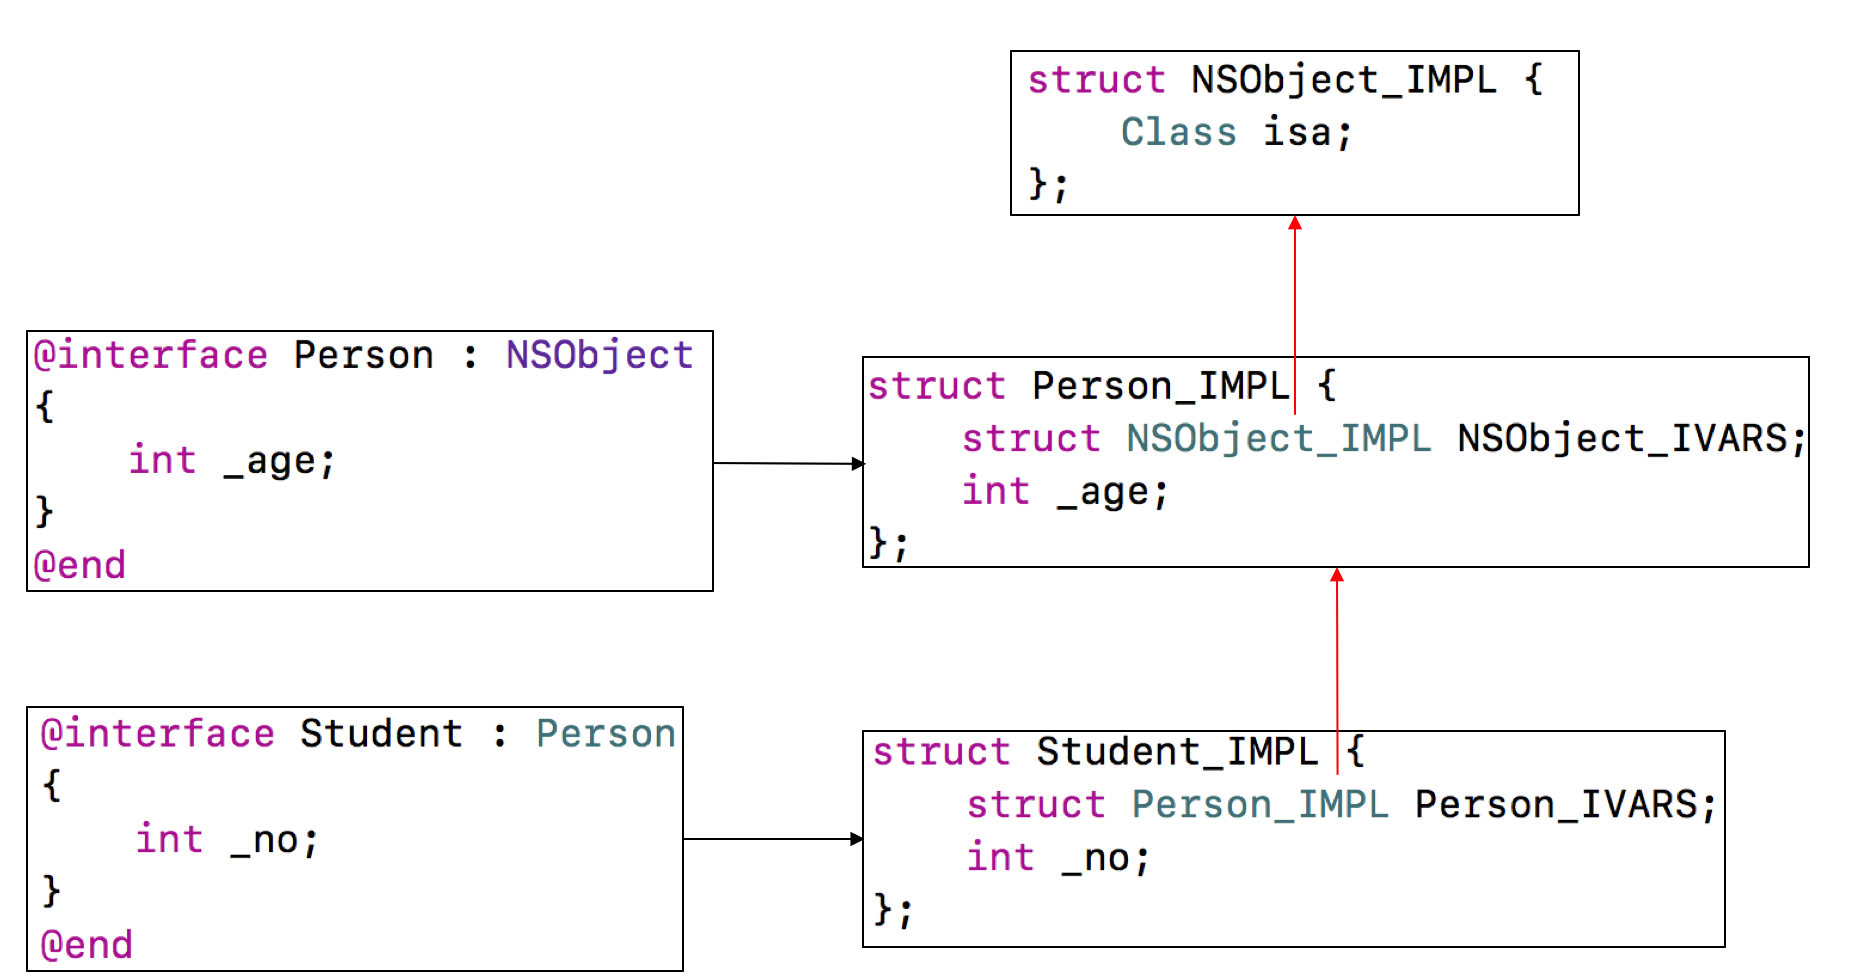 struct NSObject_IMPL {
    Class isa;
};
@interface Person : NSObject
{
    int _age;
}
@end
struct Person_IMPL {
    struct NSObject_IMPL NSObject_IVARS;
    int _age;
};
@interface Student : Person
{
    int _no;
}
@end
struct Student_IMPL {
    struct Person_IMPL Person_IVARS;
    int _no;
};